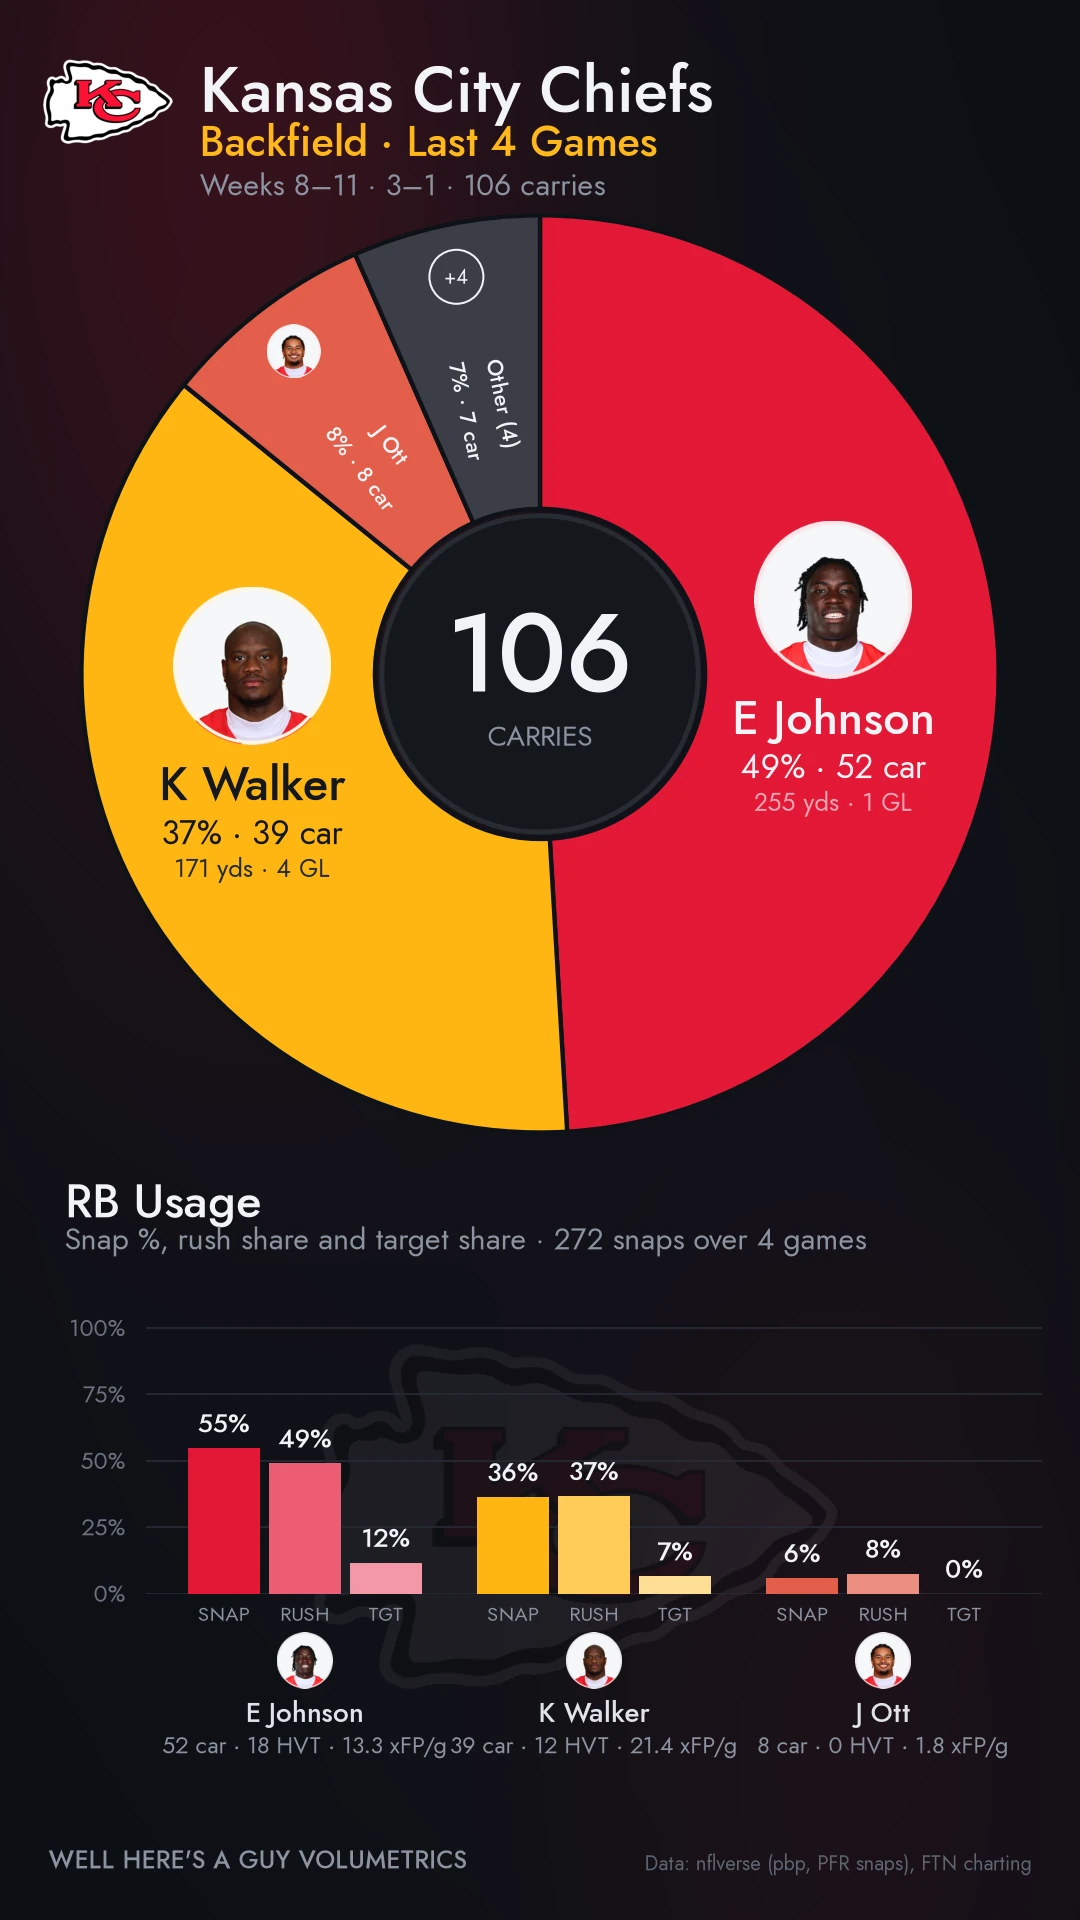 KC
Kansas City Chiefs
Backfield · Last 4 Games
Weeks 8–11 · 3–1 · 106 carries
+4
Other (4)
7% · 7 car
J Ott
8% · 8 car
E Johnson
49% · 52 car
255 yds · 1 GL
106
CARRIES
K Walker
37% · 39 car
171 yds · 4 GL
RB Usage
Snap %, rush share and target share · 272 snaps over 4 games
100%
75%
50%
25%
0%
55%
49%
12%
36%
37%
7%
6%
8%
0%
SNAP RUSH TGT SNAP RUSH TGT SNAP RUSH TGT
E Johnson K Walker J Ott
52 car · 18 HVT · 13.3 xFP/g 39 car · 12 HVT · 21.4 xFP/g 8 car · 0 HVT · 1.8 xFP/g
WELL HERE'S A GUY VOLUMETRICS
Data: nflverse (pbp, PFR snaps), FTN charting